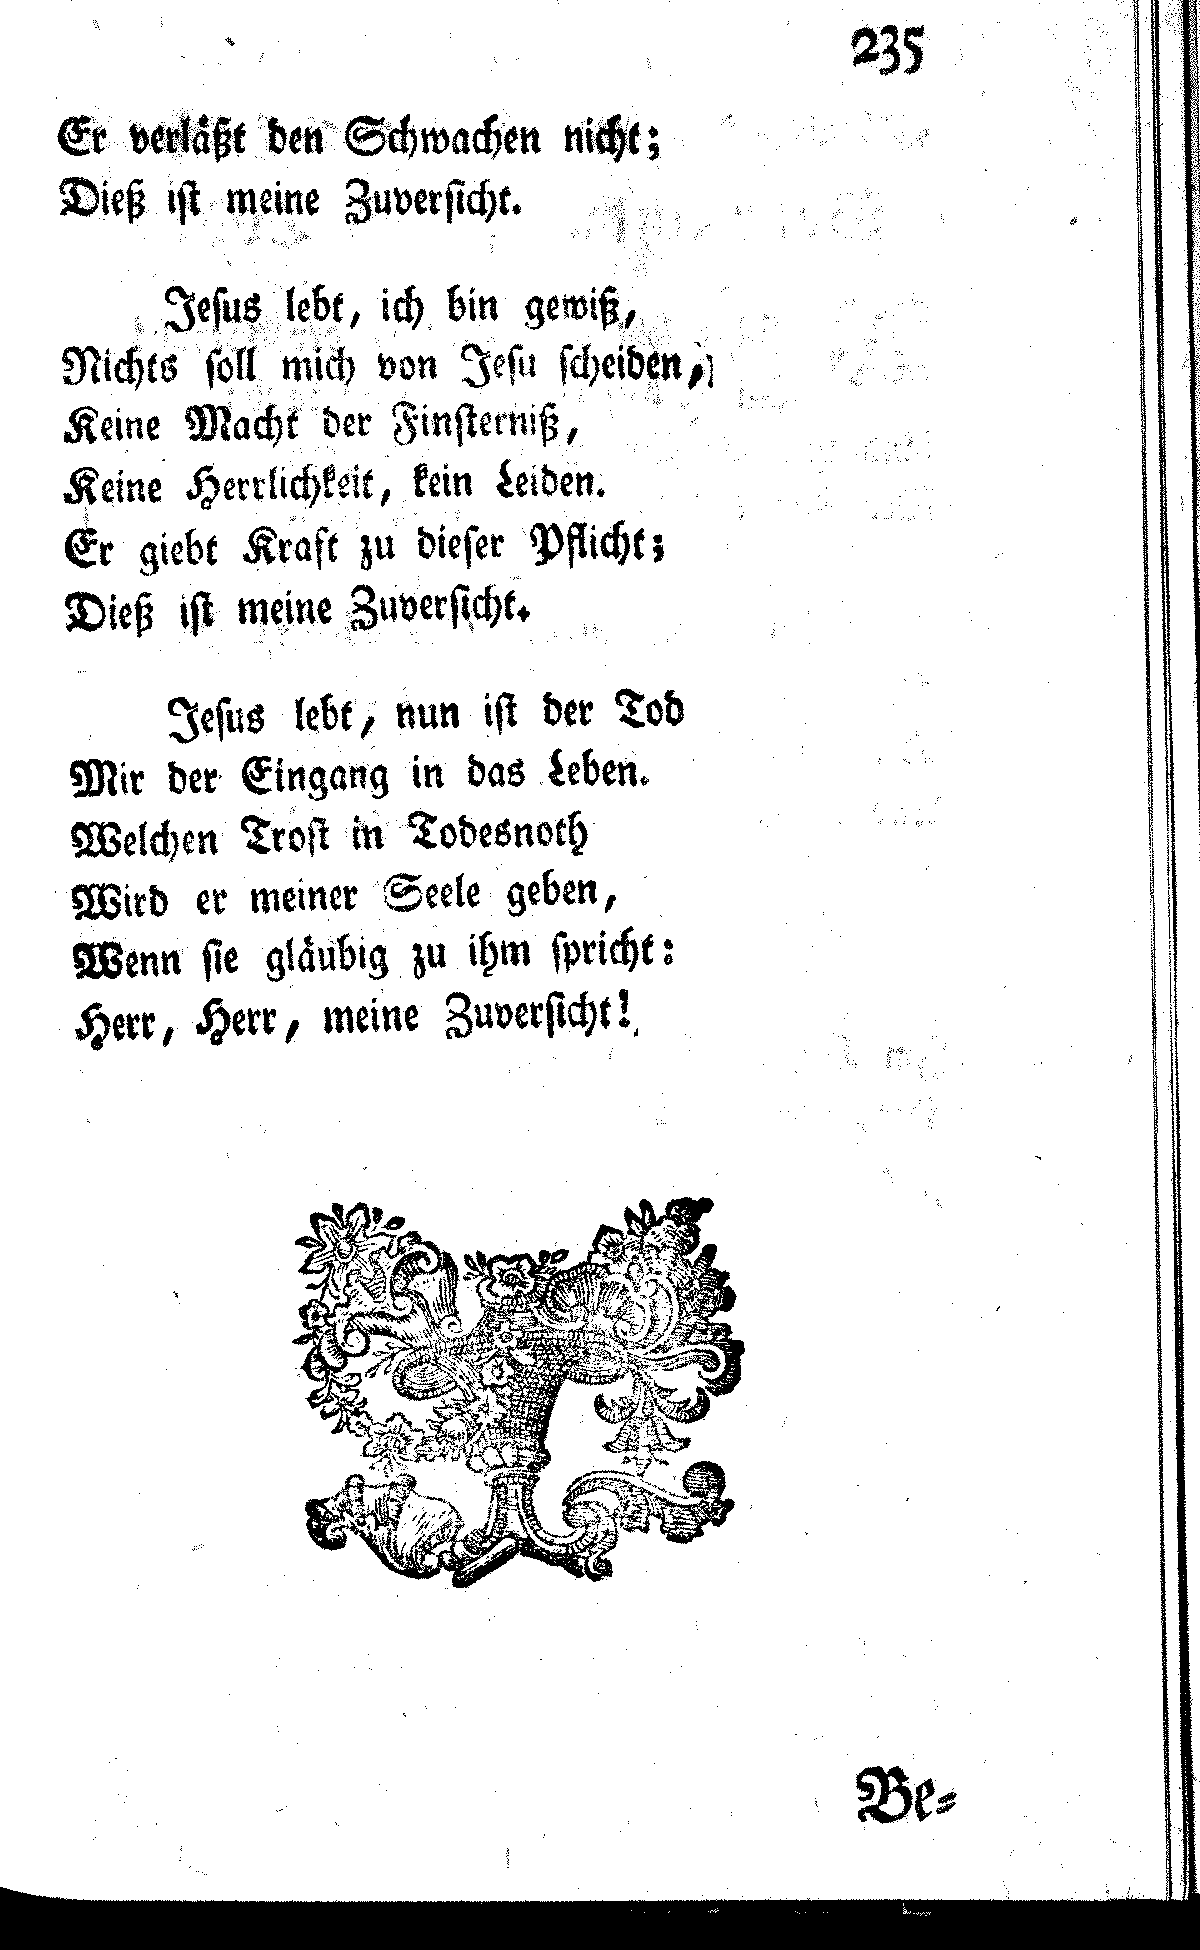 235
Er verläßt den Schwachen nicht;
Dieß ist meine Zuversicht.
Jesus lebt, ich bin gewiß,
Nichts soll mich von Jesu scheiden,
Keine Macht der Finsterniß,
Keine Herrlichkeit, kein Leiden.
Er giebt Kraft zu dieser Pflicht;
Dieß ist meine Zuversicht.
Jesus lebt, nun ist der Tod
Mir der Eingang in das Leben.
Welchen Trost in Todesnoth
Wird er meiner Seele geben,
Wenn sie gläubig zu ihm spricht:
Herr, Herr, meine Zuversicht!
Be-